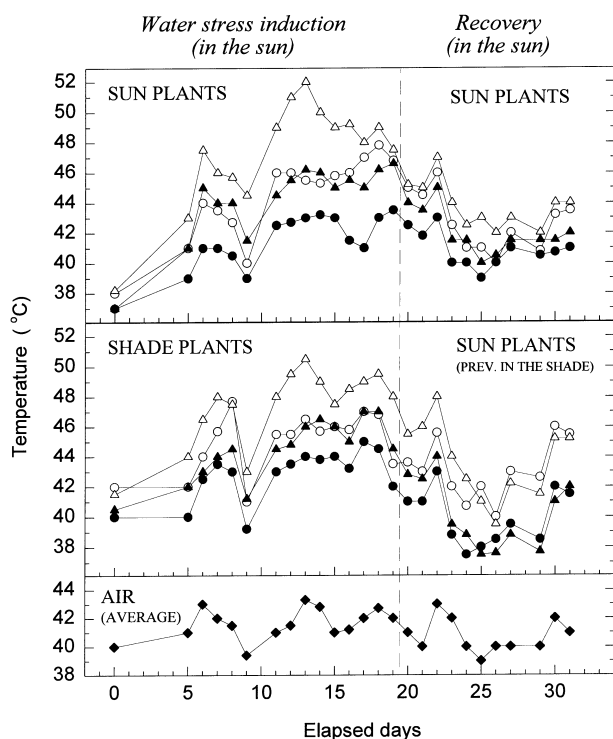 Water stress induction
(in the sun)
Recovery
(in the sun)
52
50
48
46
44
42
40
38
36
SUN PLANTS
SUN PLANTS
Temperature ( °C)
52
50
48
46
44
42
40
38
SHADE PLANTS
SUN PLANTS
(PREV. IN THE SHADE)
44
42
40
38
AIR
(AVERAGE)
0 5 10 15 20 25 30
Elapsed days